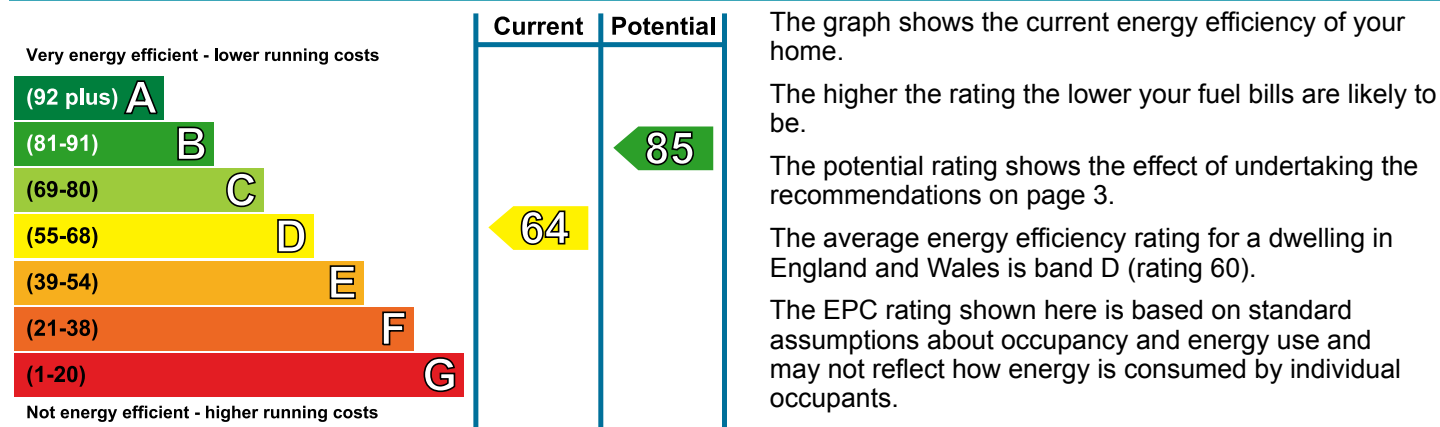 Current Potential
Very energy efficient - lower running costs
(92 plus) A
(81-91) B
(69-80) C
(55-68) D
(39-54) E
(21-38) F
(1-20) G
Not energy efficient - higher running costs
64
85
The graph shows the current energy efficiency of your
home.
The higher the rating the lower your fuel bills are likely to
be.
The potential rating shows the effect of undertaking the
recommendations on page 3.
The average energy efficiency rating for a dwelling in
England and Wales is band D (rating 60).
The EPC rating shown here is based on standard
assumptions about occupancy and energy use and
may not reflect how energy is consumed by individual
occupants.